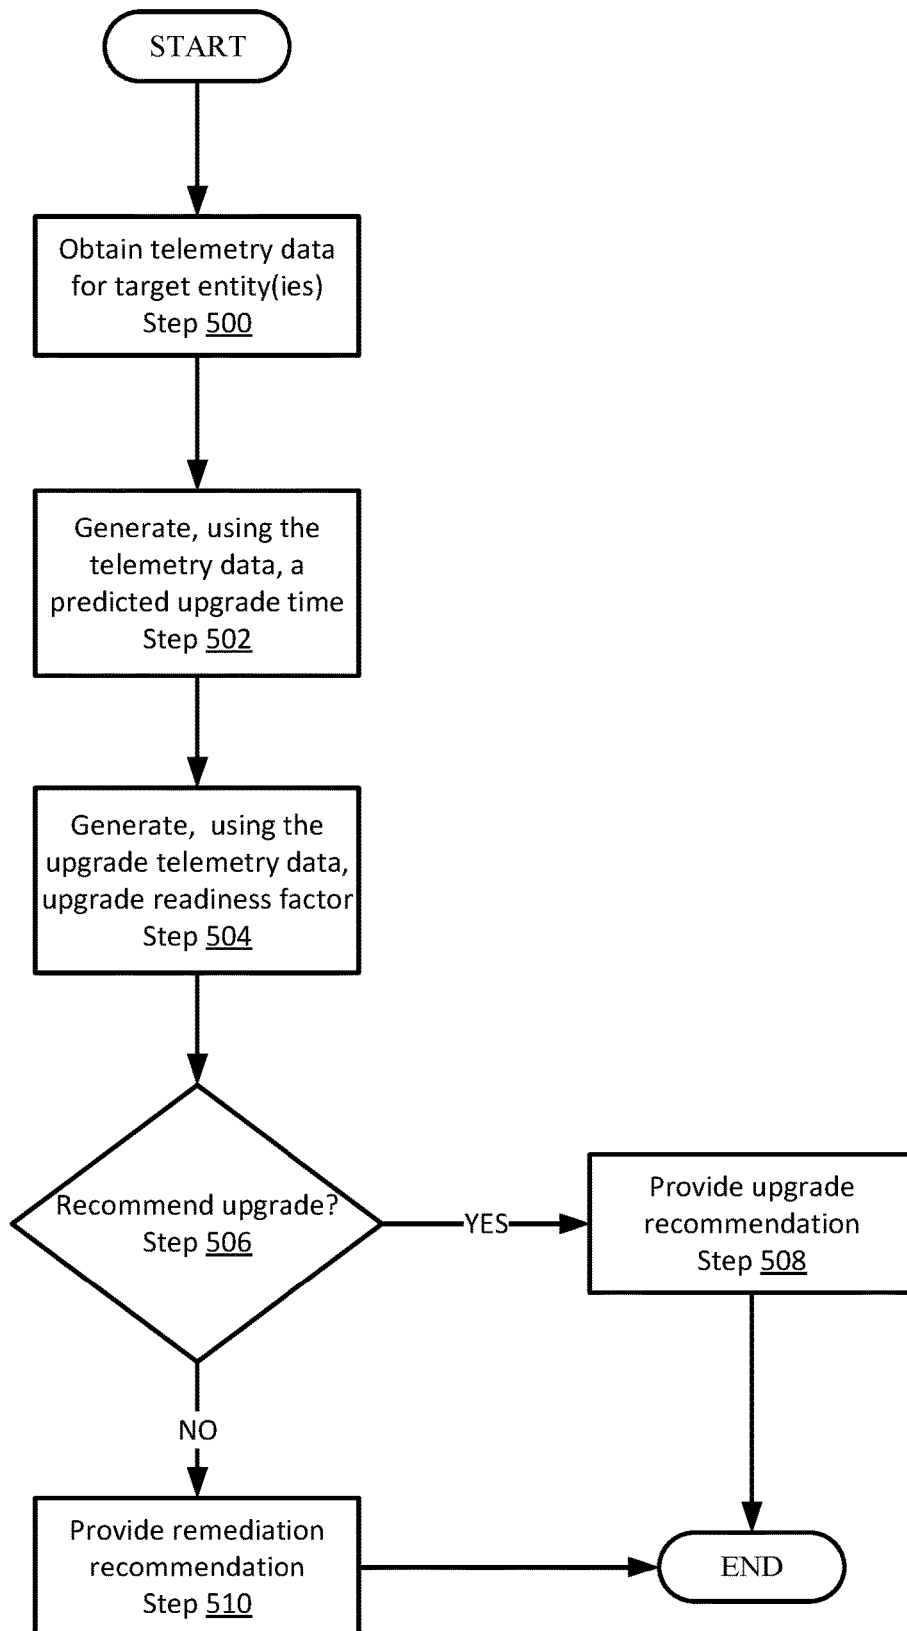 START
Obtain telemetry data
for target entity(ies)
Step 500
Generate, using the
telemetry data, a
predicted upgrade time
Step 502
Generate, using the
upgrade telemetry data,
upgrade readiness factor
Step 504
Recommend upgrade?
Step 506
YES
Provide upgrade
recommendation
Step 508
NO
Provide remediation
recommendation
Step 510
END